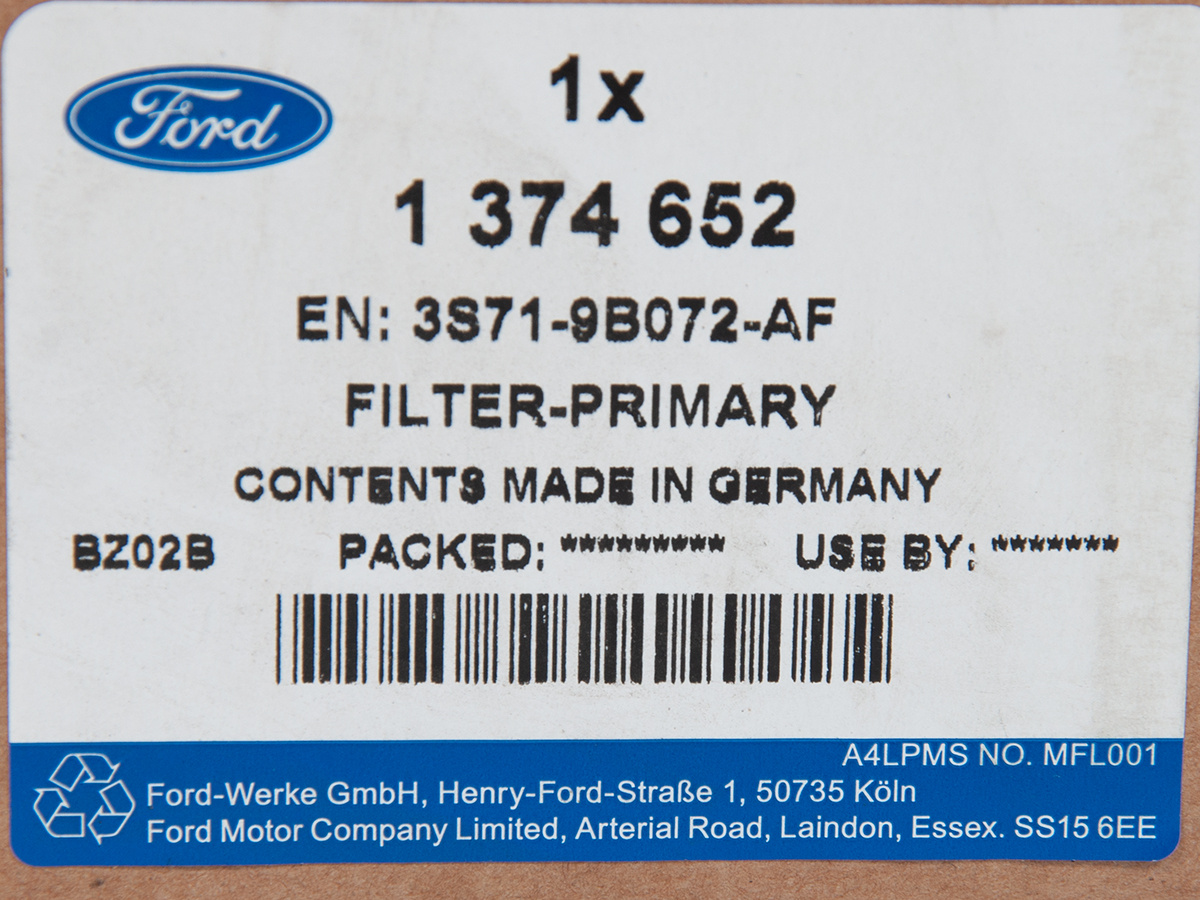 Ford
1x
1 374 652
EN: 3S71-9B072-AF
FILTER-PRIMARY
CONTENTS MADE IN GERMANY
BZ02B PACKED: ********* USE BY: *******
A4LPMS NO. MFL001
Ford-Werke GmbH, Henry-Ford-Straße 1, 50735 Köln
Ford Motor Company Limited, Arterial Road, Laindon, Essex. SS15 6EE